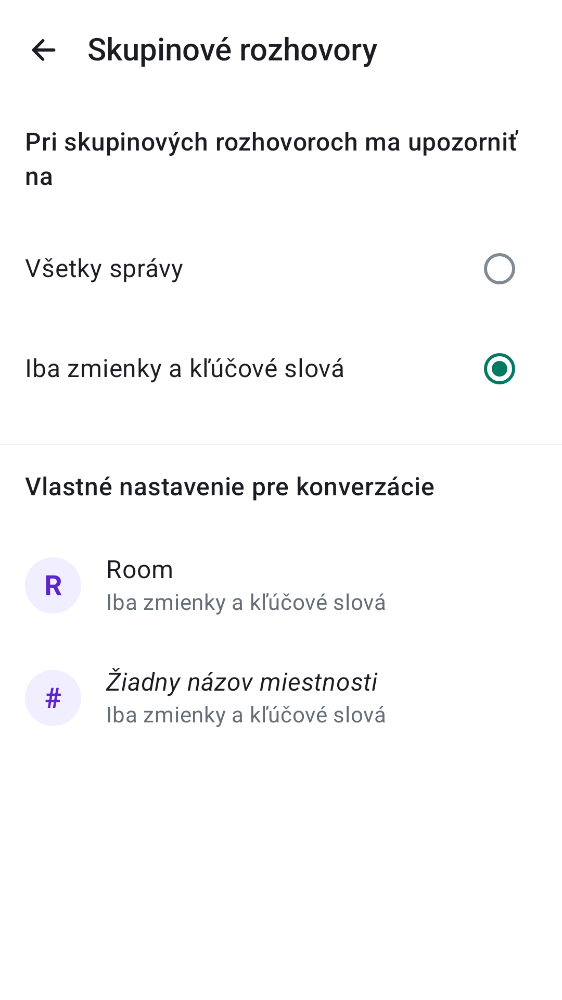 Skupinové rozhovory
Pri skupinových rozhovoroch ma upozorniť
na
Všetky správy
Iba zmienky a kľúčové slová
Vlastné nastavenie pre konverzácie
R
Room
Iba zmienky a kľúčové slová
#
Žiadny názov miestnosti
Iba zmienky a kľúčové slová